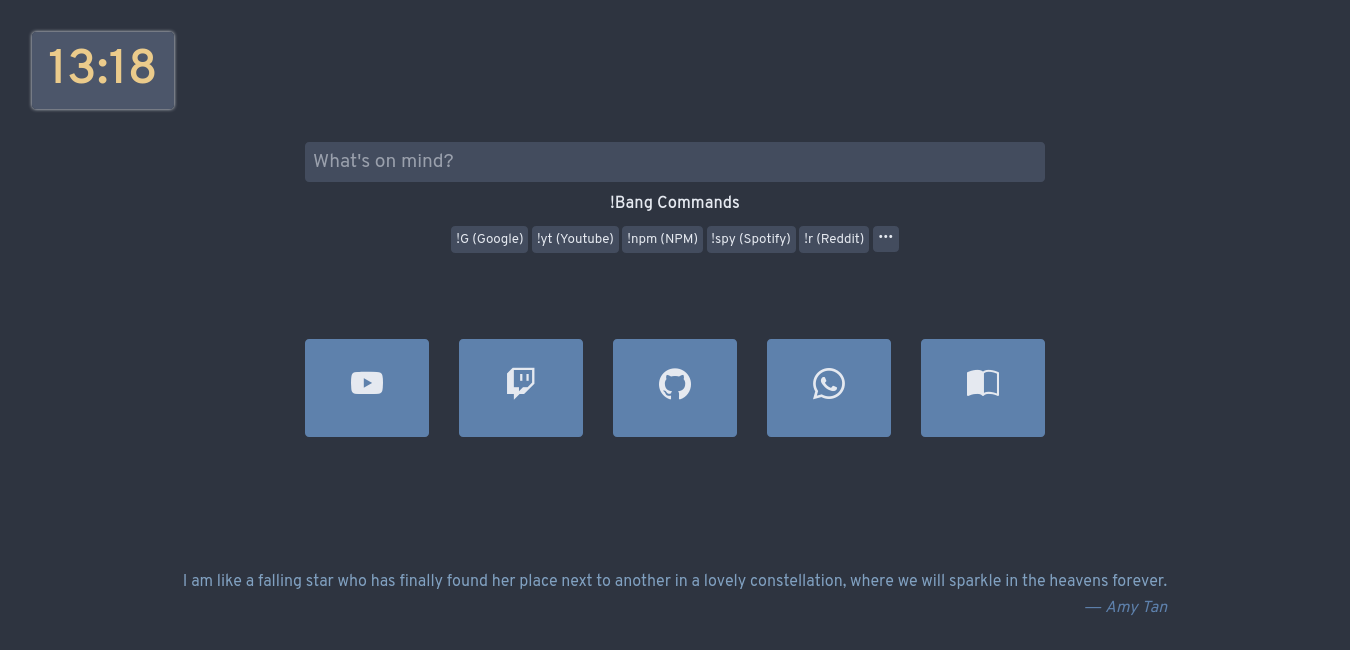 13:18
What's on mind?
!Bang Commands
!G (Google) !yt (Youtube) !npm (NPM) !spy (Spotify) !r (Reddit) •••
I am like a falling star who has finally found her place next to another in a lovely constellation, where we will sparkle in the heavens forever.
— Amy Tan